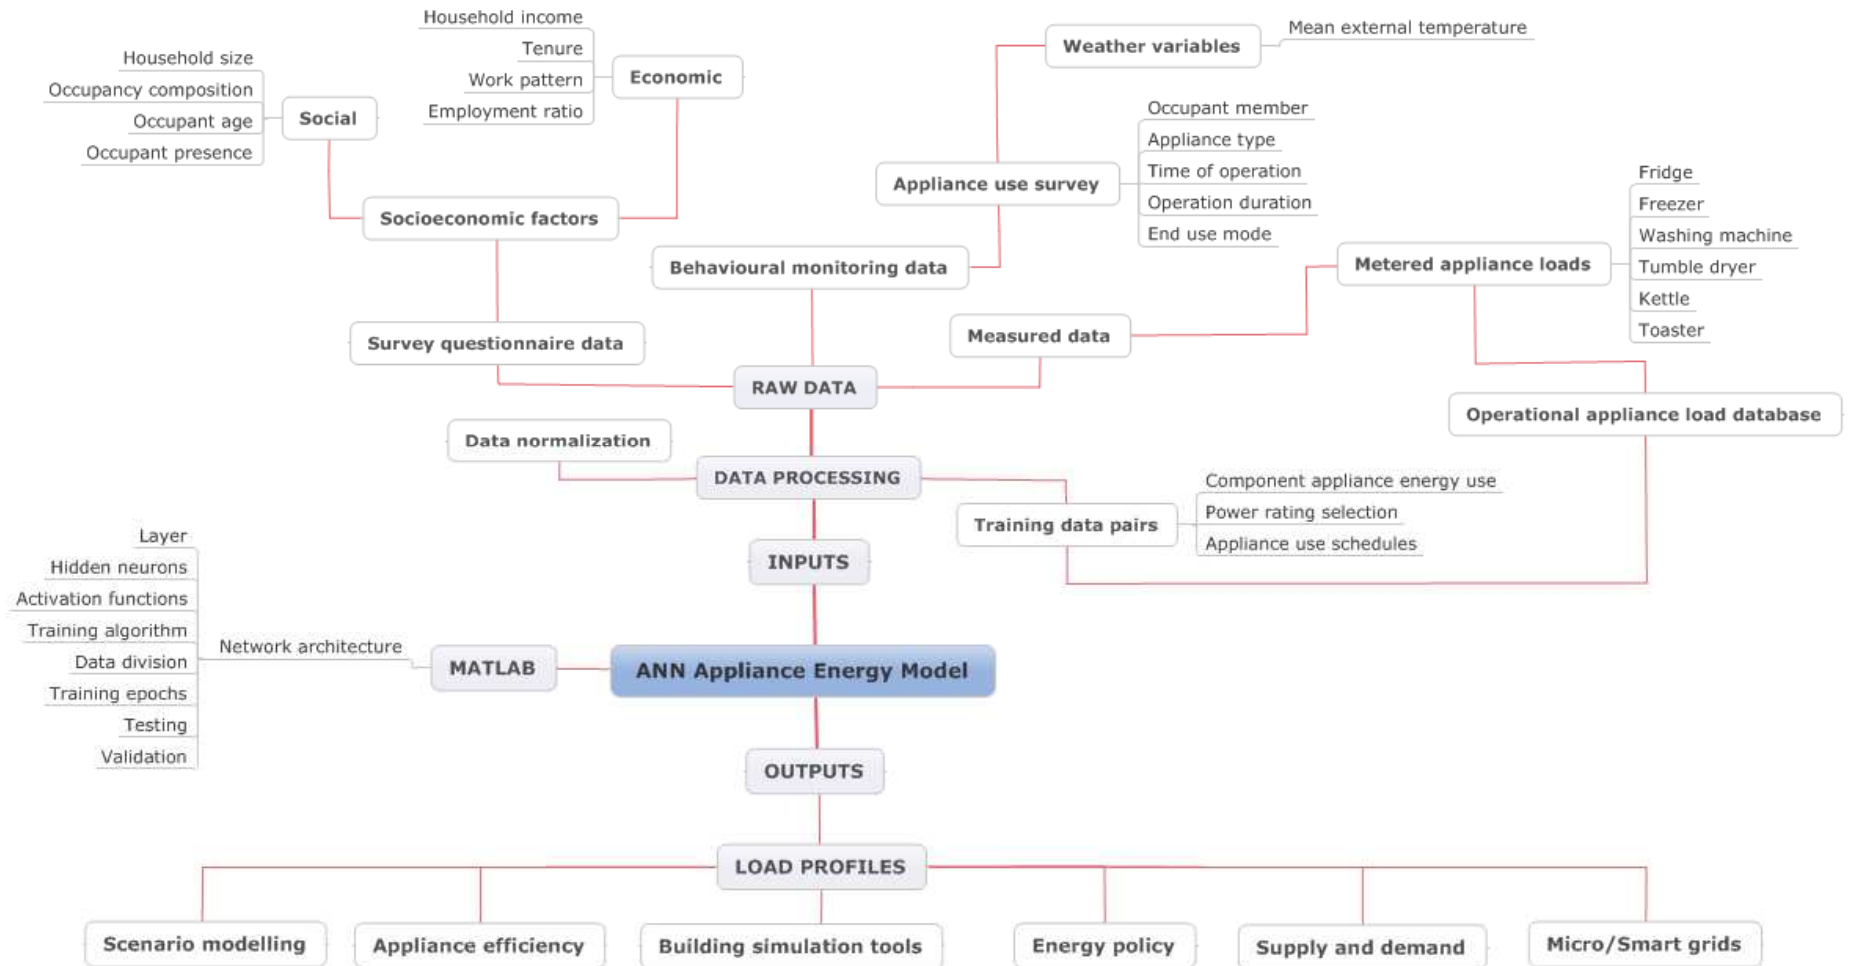 Household income
Tenure
Work pattern
Employment ratio
Economic
Household size
Occupancy composition
Occupant age
Occupant presence
Social
Socioeconomic factors
Survey questionnaire data
Weather variables
Mean external temperature
Appliance use survey
Occupant member
Appliance type
Time of operation
Operation duration
End use mode
Behavioural monitoring data
Metered appliance loads
Fridge
Freezer
Washing machine
Tumble dryer
Kettle
Toaster
Measured data
RAW DATA
Operational appliance load database
Data normalization
DATA PROCESSING
Training data pairs
Component appliance energy use
Power rating selection
Appliance use schedules
INPUTS
Layer
Hidden neurons
Activation functions
Training algorithm
Data division
Training epochs
Testing
Validation
Network architecture
MATLAB
ANN Appliance Energy Model
OUTPUTS
LOAD PROFILES
Scenario modelling
Appliance efficiency
Building simulation tools
Energy policy
Supply and demand
Micro/Smart grids